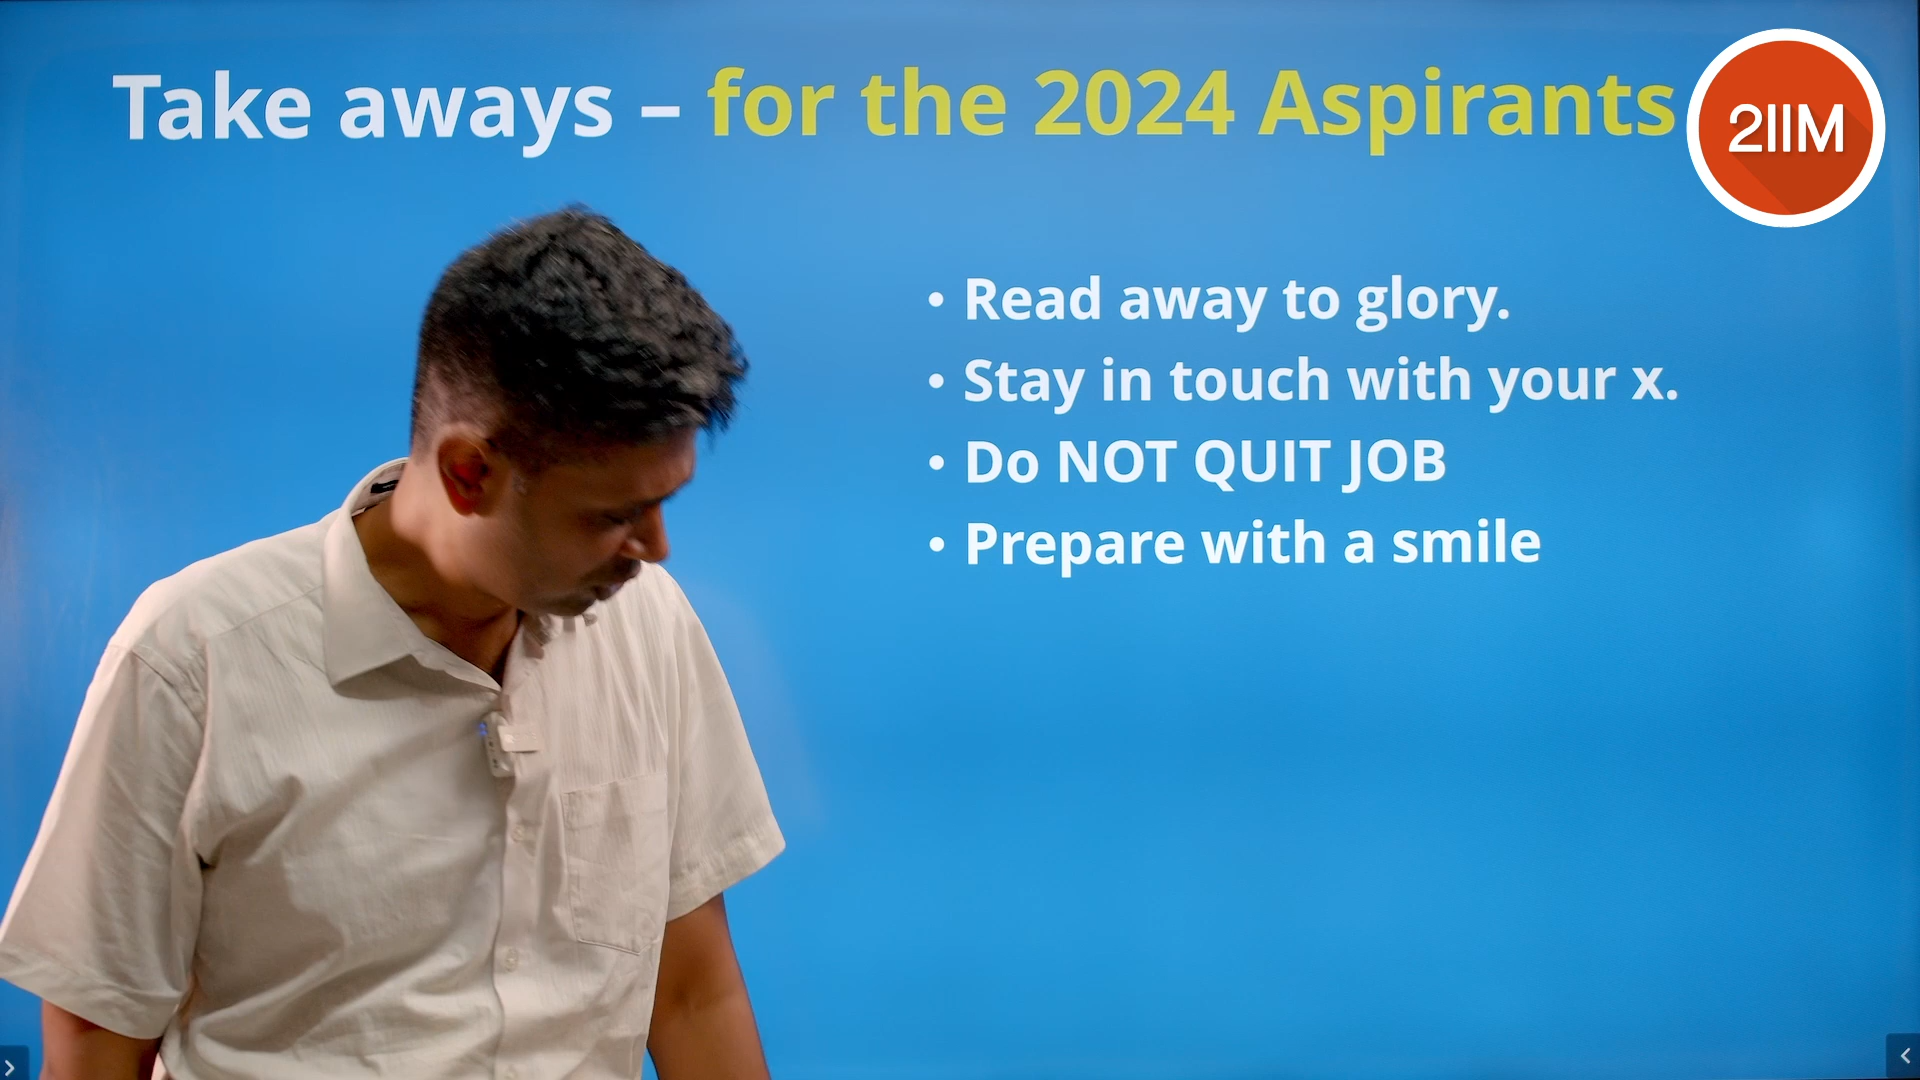 Take aways – for the 2024 Aspirants
2IIM
• Read away to glory.
• Stay in touch with your x.
• Do NOT QUIT JOB
• Prepare with a smile